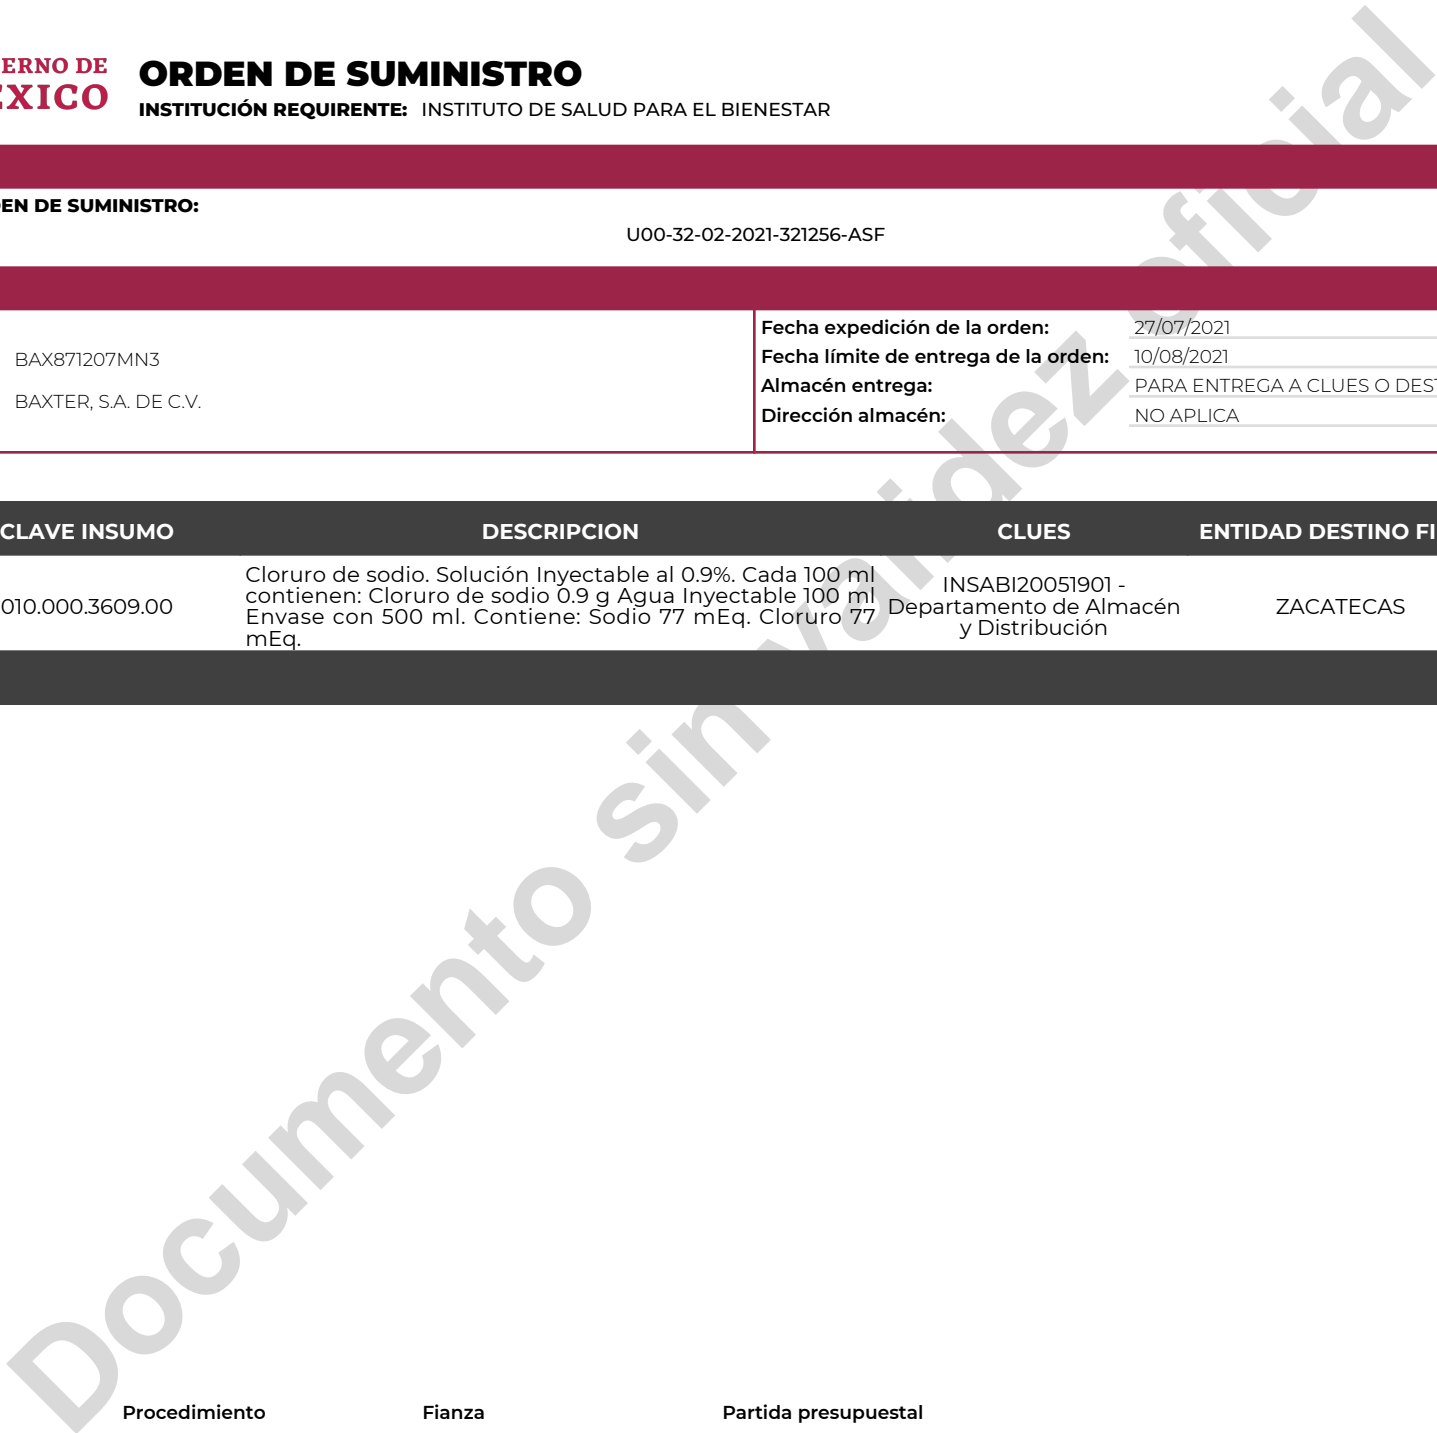 ERNO DE
ÉXICO
ORDEN DE SUMINISTRO
INSTITUCIÓN REQUIRENTE: INSTITUTO DE SALUD PARA EL BIENESTAR
EN DE SUMINISTRO:
U00-32-02-2021-321256-ASF
BAX871207MN3
BAXTER, S.A. DE C.V.
Fecha expedición de la orden: 27/07/2021
Fecha límite de entrega de la orden: 10/08/2021
Almacén entrega: PARA ENTREGA A CLUES O DEST
Dirección almacén: NO APLICA
CLAVE INSUMO DESCRIPCION CLUES ENTIDAD DESTINO FI
010.000.3609.00
Cloruro de sodio. Solución Inyectable al 0.9%. Cada 100 ml
contienen: Cloruro de sodio 0.9 g Agua Inyectable 100 ml
Envase con 500 ml. Contiene: Sodio 77 mEq. Cloruro 77
mEq.
INSABI20051901 -
Departamento de Almacén
y Distribución
ZACATECAS
Documento sin validez oficial
Procedimiento Fianza Partida presupuestal